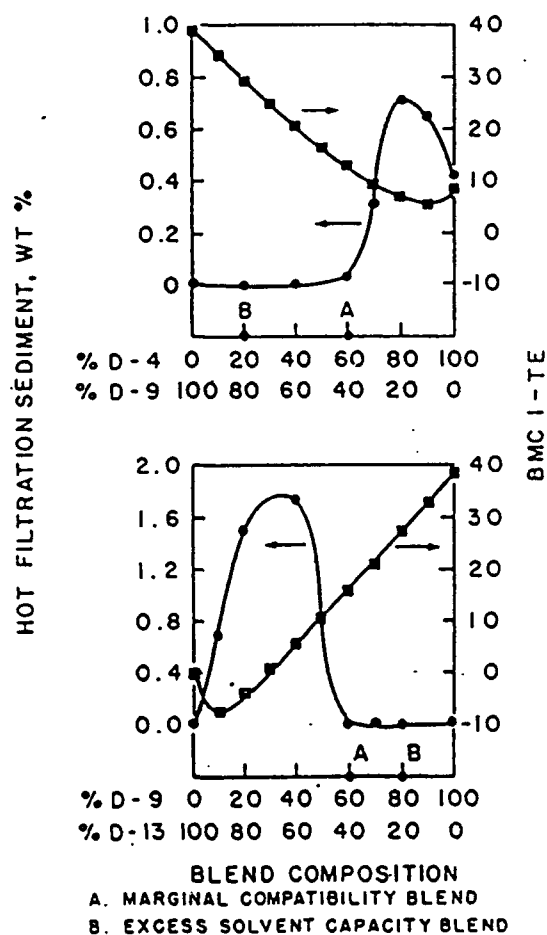 HOT FILTRATION SEDIMENT, WT %
BMCI-TE
1.0 40
0.8 30
0.6 20
0.4 10
0.2 0
0 -10
B A
% D-4 0 20 40 60 80 100
% D-9 100 80 60 40 20 0
2.0 40
1.6 30
1.2 20
0.8 10
0.4 0
0.0 -10
A B
% D-9 0 20 40 60 80 100
% D-13 100 80 60 40 20 0
BLEND COMPOSITION
A. MARGINAL COMPATIBILITY BLEND
B. EXCESS SOLVENT CAPACITY BLEND